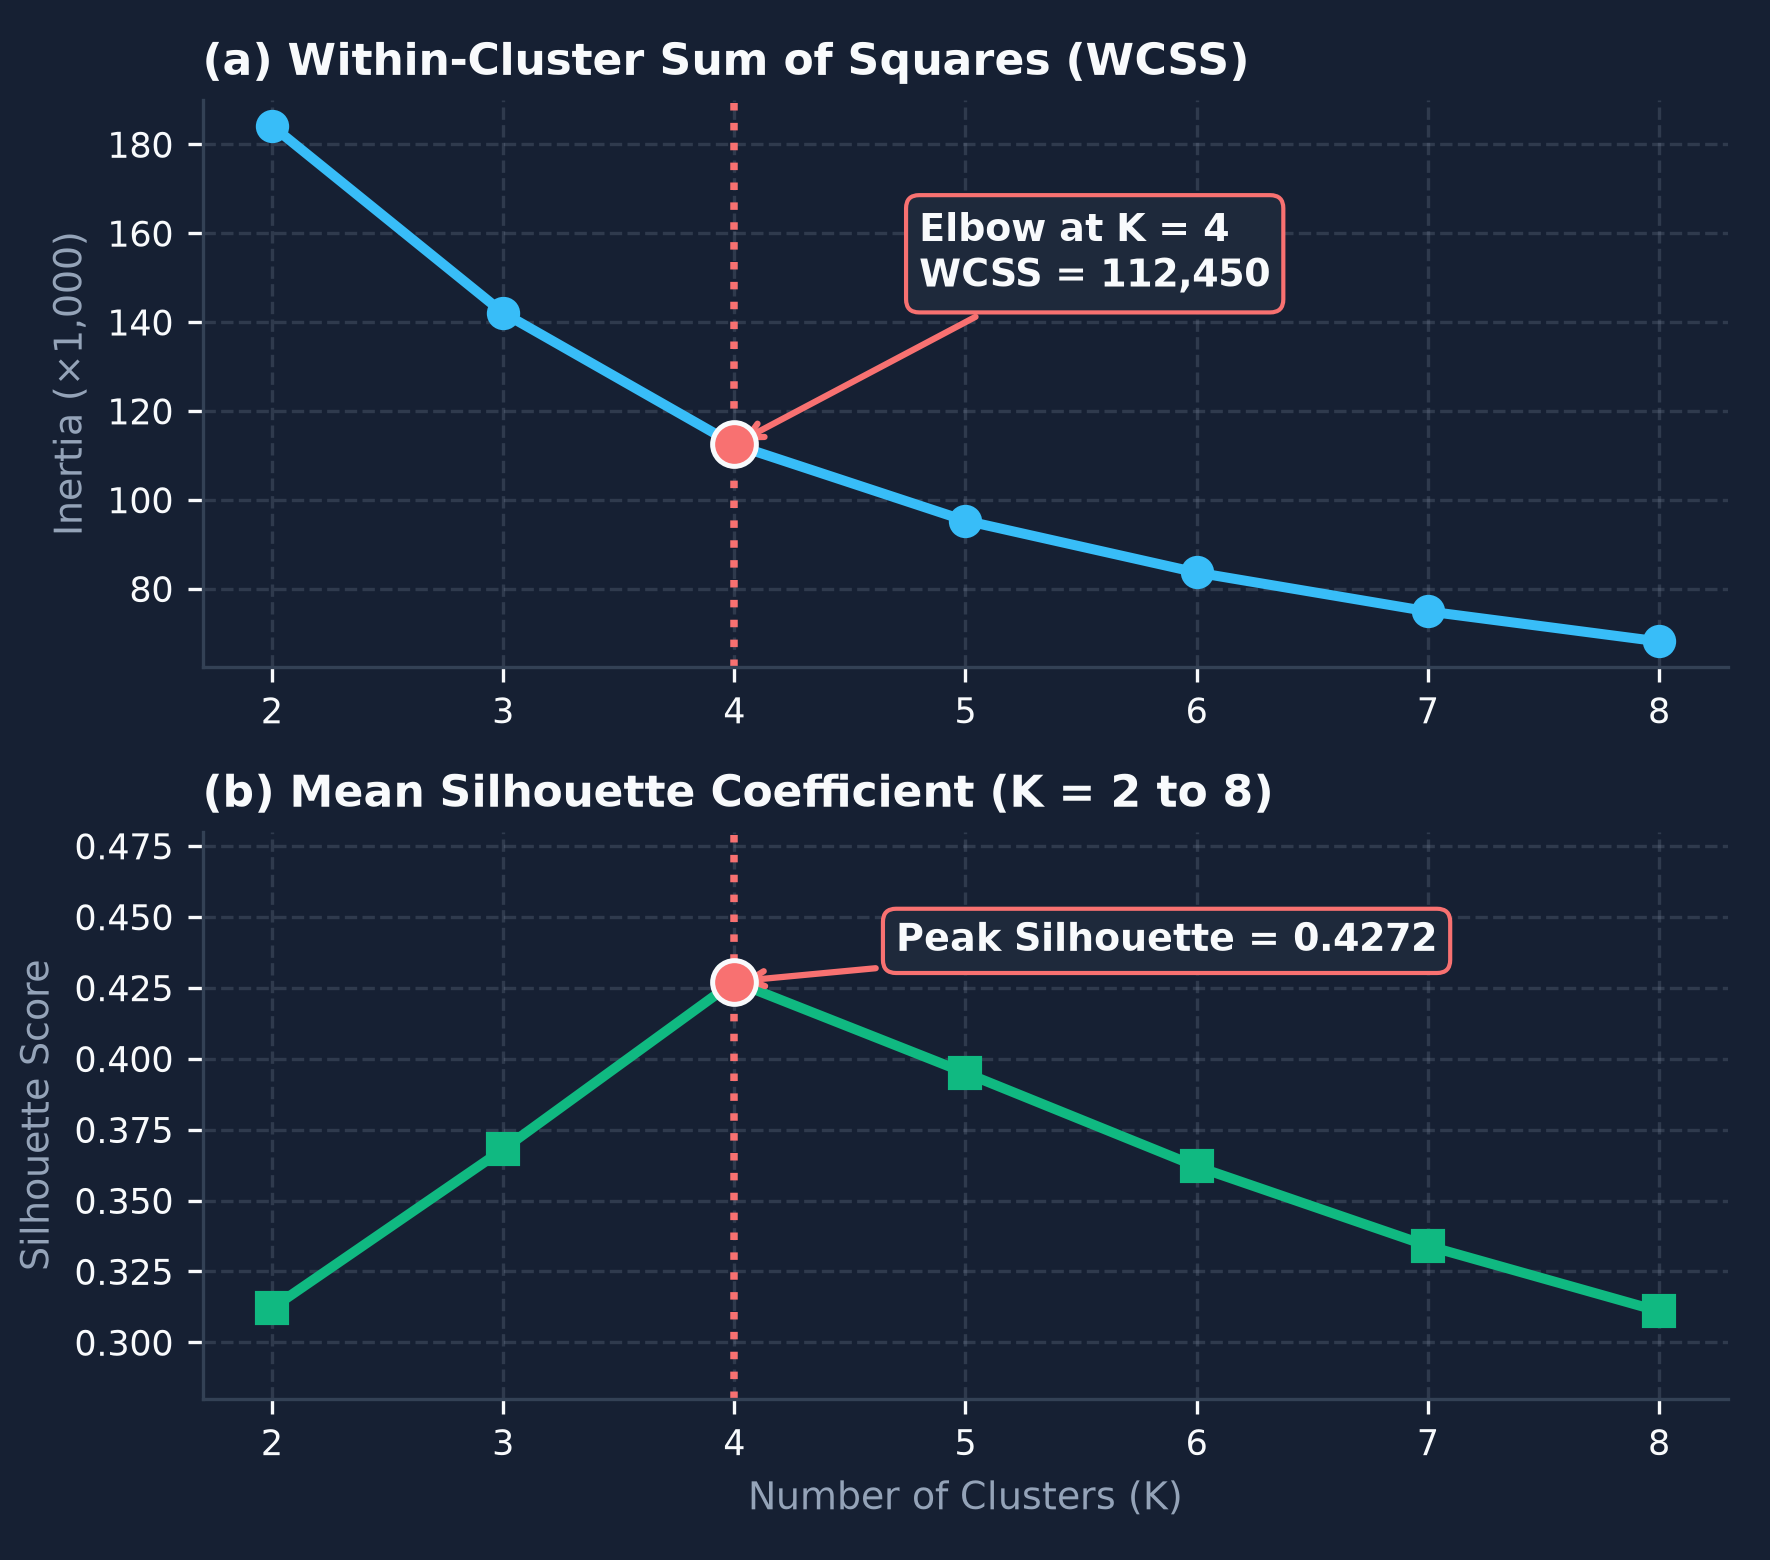 (a) Within-Cluster Sum of Squares (WCSS)
Inertia (×1,000)
180
160
140
120
100
80
Elbow at K = 4
WCSS = 112,450
2 3 4 5 6 7 8
(b) Mean Silhouette Coefficient (K = 2 to 8)
Silhouette Score
0.475
0.450
0.425
0.400
0.375
0.350
0.325
0.300
Peak Silhouette = 0.4272
2 3 4 5 6 7 8
Number of Clusters (K)